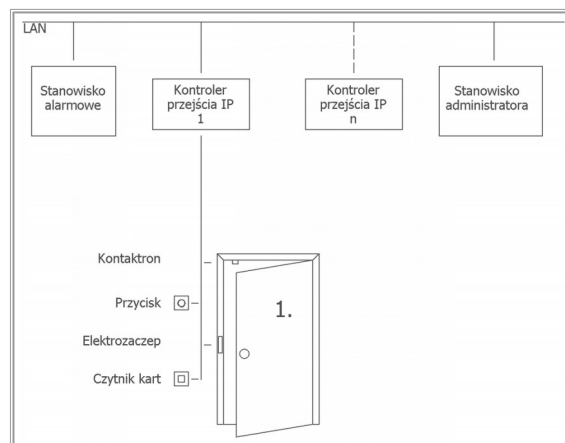 LAN
Stanowisko
alarmowe
Kontroler
przejścia IP
1
Kontroler
przejścia IP
n
Stanowisko
administratora
Kontaktron
Przycisk
1.
Elektrozaczep
Czytnik kart